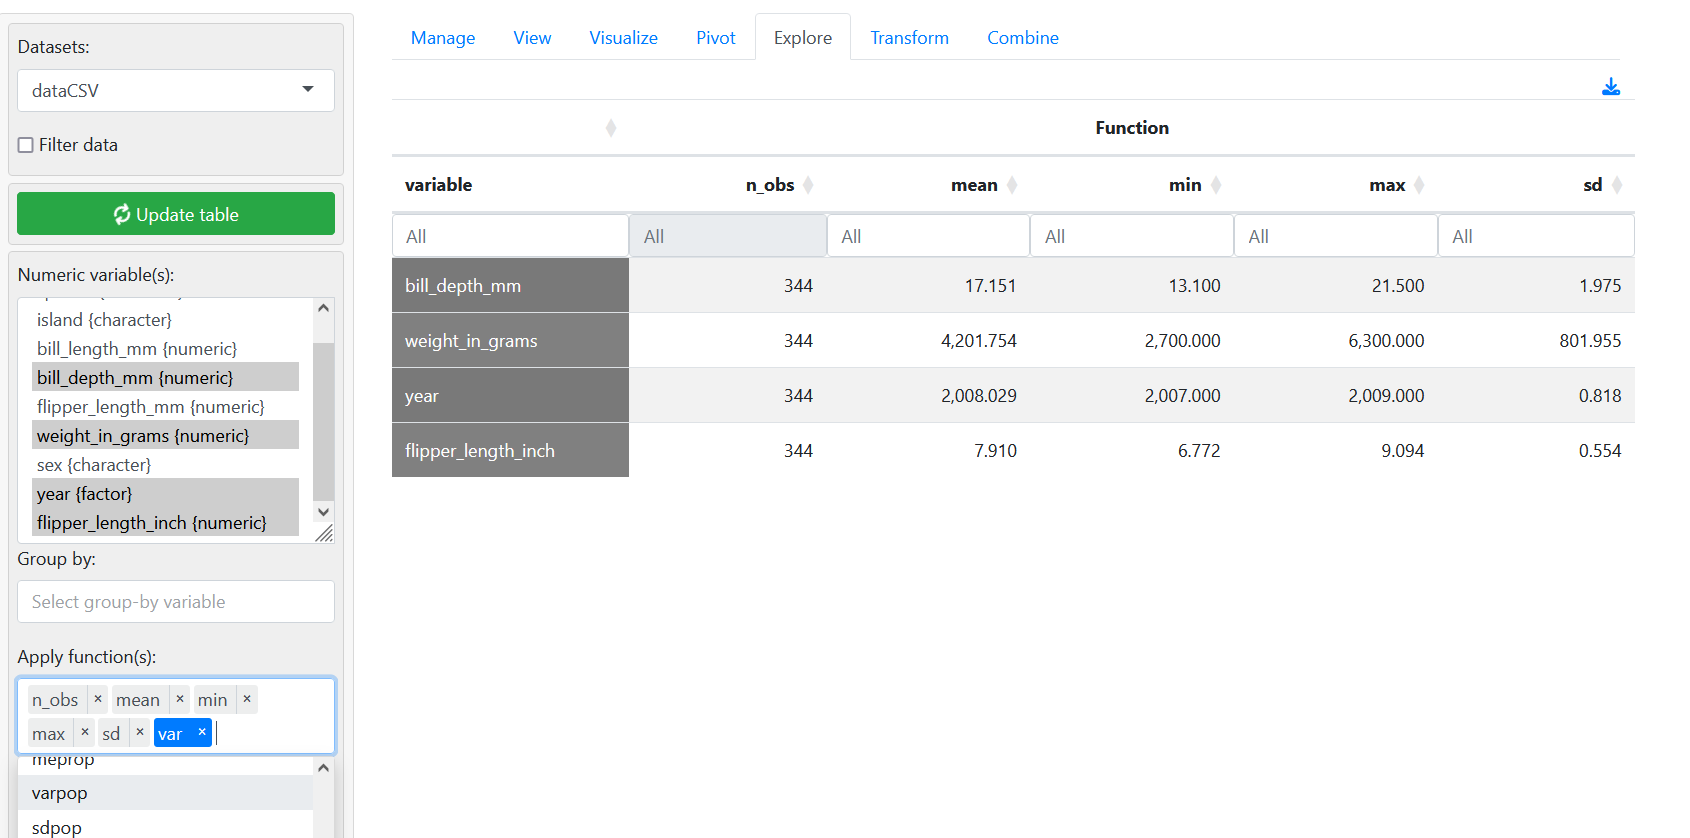 Datasets:
dataCSV
Filter data
Update table
Numeric variable(s):
island {character}
bill_length_mm {numeric}
bill_depth_mm {numeric}
flipper_length_mm {numeric}
weight_in_grams {numeric}
sex {character}
year {factor}
flipper_length_inch {numeric}
Group by:
Select group-by variable
Apply function(s):
n_obs × mean × min ×
max × sd × var ×
meprop
varpop
sdpop
Manage View Visualize Pivot Explore Transform Combine
Function
variable n_obs mean min max sd
All All All All All All
bill_depth_mm 344 17.151 13.100 21.500 1.975
weight_in_grams 344 4,201.754 2,700.000 6,300.000 801.955
year 344 2,008.029 2,007.000 2,009.000 0.818
flipper_length_inch 344 7.910 6.772 9.094 0.554